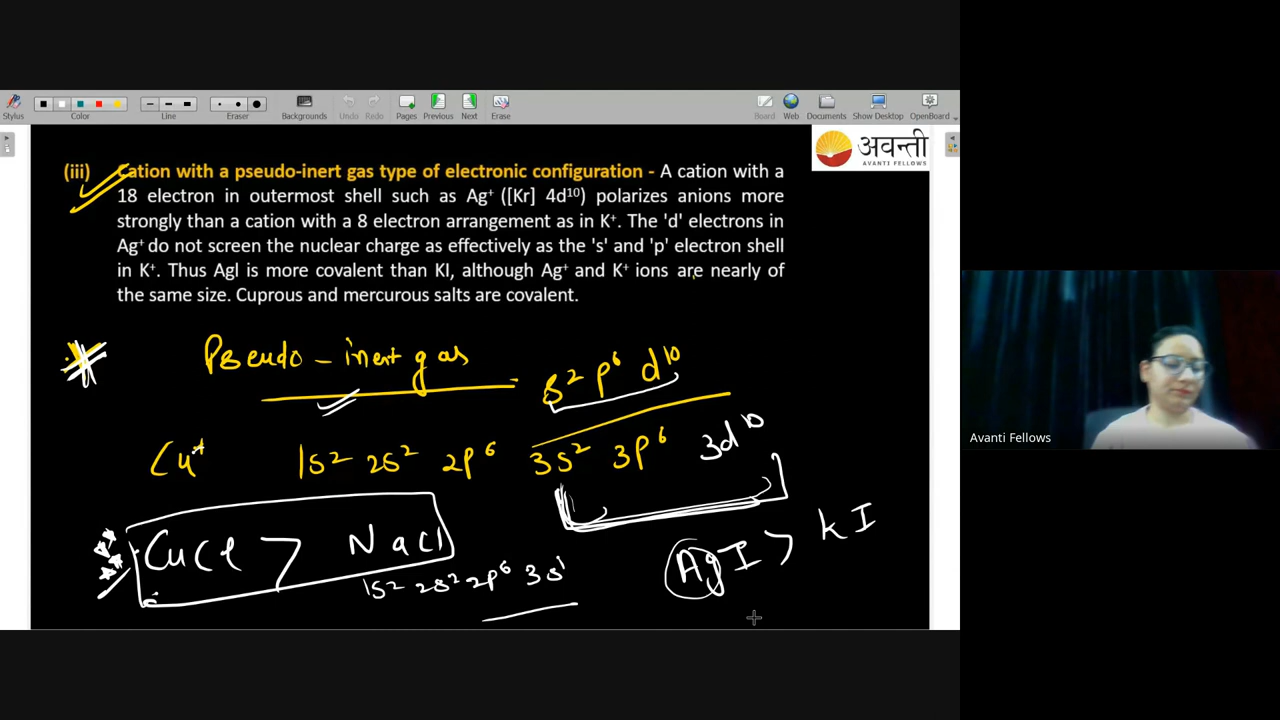 Stylus
Color
Line
Eraser
Backgrounds
Undo
Redo
Pages
Previous
Next
Erase
Board
Web
Documents
Show Desktop
OpenBoard
अवन्ती
AVANTI FELLOWS
(iii) Cation with a pseudo-inert gas type of electronic configuration - A cation with a
18 electron in outermost shell such as Ag⁺ ([Kr] 4d¹⁰) polarizes anions more
strongly than a cation with a 8 electron arrangement as in K⁺. The 'd' electrons in
Ag⁺ do not screen the nuclear charge as effectively as the 's' and 'p' electron shell
in K⁺. Thus AgI is more covalent than KI, although Ag⁺ and K⁺ ions are nearly of
the same size. Cuprous and mercurous salts are covalent.
Pseudo - inert gas
s² p⁶ d¹⁰
Cu⁺ 1s² 2s² 2p⁶ 3s² 3p⁶ 3d¹⁰
CuCl > NaCl
1s² 2s² 2p⁶ 3s¹
AgI > kI
Avanti Fellows